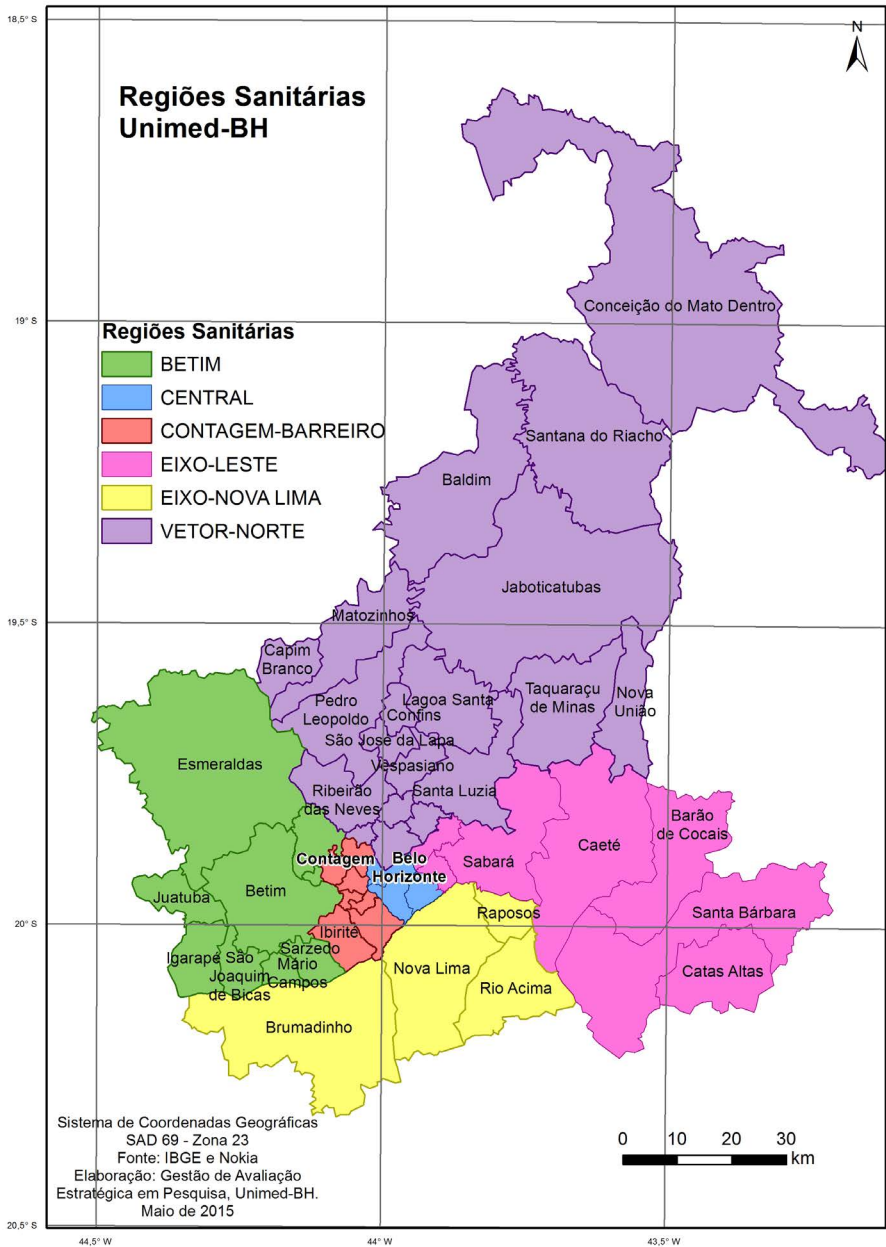 18,5° S
N
Regiões Sanitárias
Unimed-BH
Conceição do Mato Dentro
19° S
Regiões Sanitárias
BETIM
CENTRAL
CONTAGEM-BARREIRO
EIXO-LESTE
EIXO-NOVA LIMA
VETOR-NORTE
Santana do Riacho
Baldim
Jaboticatubas
19,5° S
Matozinhos
Capim
Branco
Pedro
Leopoldo
Lagoa Santa
Confins
Taquaraçu
de Minas
Nova
União
São José da Lapa
Esmeraldas
Vespasiano
Ribeirão
das Neves
Santa Luzia
Barão
de Cocais
Caeté
Contagem
Belo
Horizonte
Sabará
Juatuba
Betim
Raposos
Santa Bárbara
20° S
Ibirité
Igarapé
São
Joaquim
de Bicas
Sarzedo
Mário
Campos
Nova Lima
Rio Acima
Catas Altas
Brumadinho
Sistema de Coordenadas Geográficas
SAD 69 - Zona 23
Fonte: IBGE e Nokia
Elaboração: Gestão de Avaliação
Estratégica em Pesquisa, Unimed-BH.
Maio de 2015
0 10 20 30
km
20,5° S
44,5° W 44° W 43,5° W